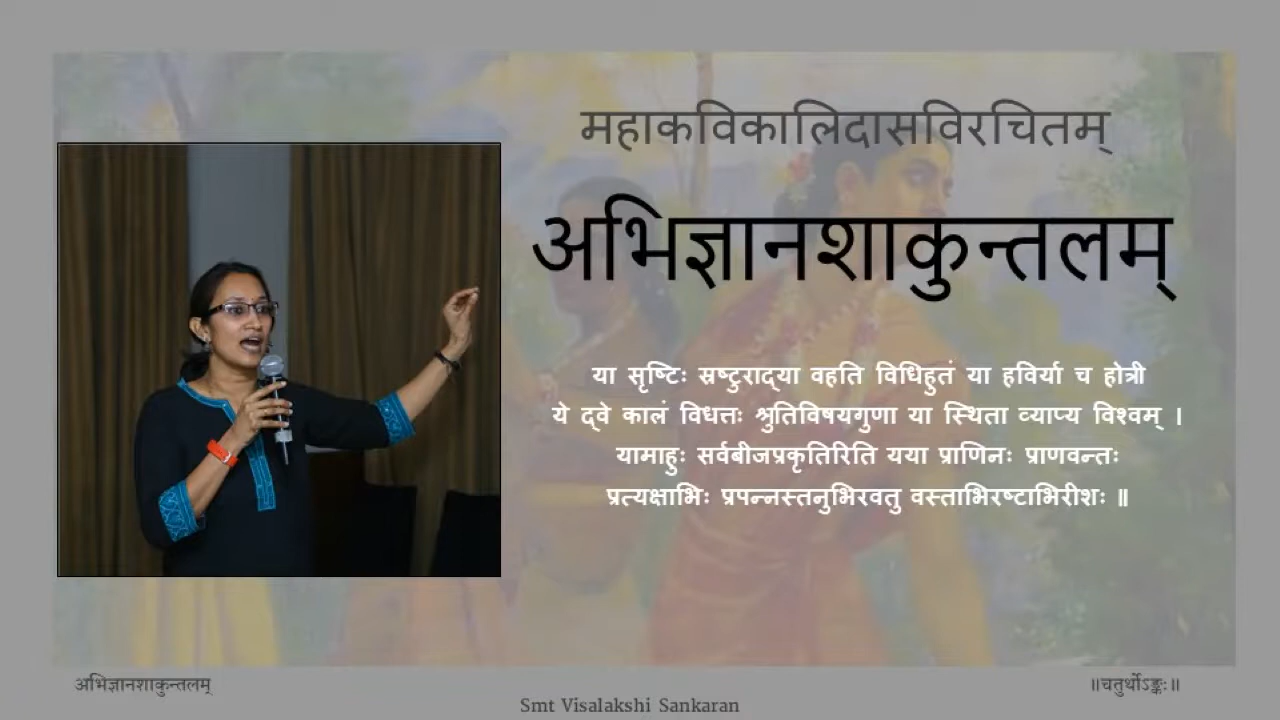 महाकविकालिदासविरचितम्
अभिज्ञानशाकुन्तलम्
या सृष्टिः स्रष्टुराद्या वहति विधिहुतं या हविर्या च होत्री
ये द्वे कालं विधत्तः श्रुतिविषयगुणा या स्थिता व्याप्य विश्वम् ।
यामाहुः सर्वबीजप्रकृतिरिति यया प्राणिनः प्राणवन्तः
प्रत्यक्षाभिः प्रपन्नस्तनुभिरवतु वस्ताभिरष्टाभिरीशः ॥
अभिज्ञानशाकुन्तलम्
॥चतुर्थोऽङ्कः॥
Smt Visalakshi Sankaran